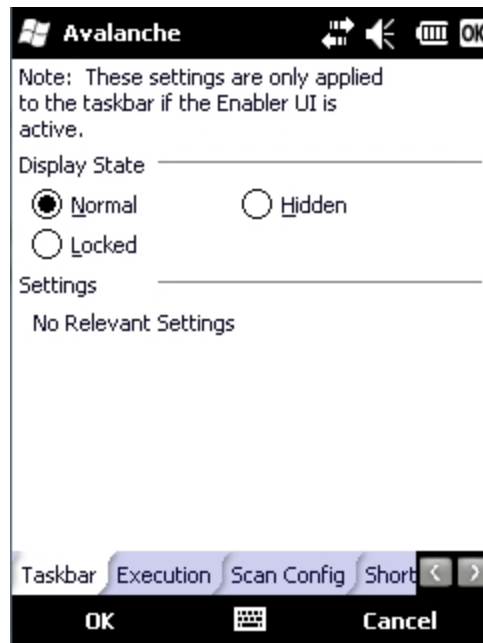 Avalanche
OK
Note: These settings are only applied
to the taskbar if the Enabler UI is
active.
Display State
Normal
Hidden
Locked
Settings
No Relevant Settings
Taskbar
Execution
Scan Config
Short
OK
Cancel